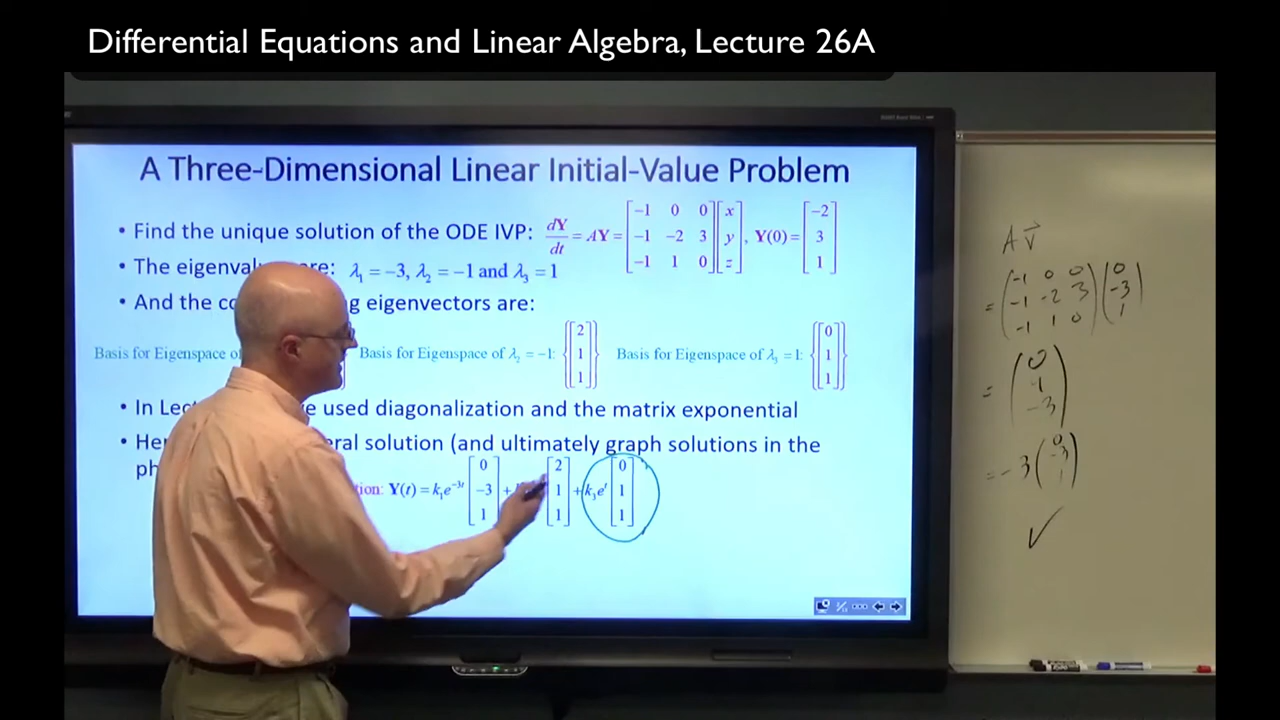 Differential Equations and Linear Algebra, Lecture 26A
A Three-Dimensional Linear Initial-Value Problem
• Find the unique solution of the ODE IVP: dY/dt = AY = [−1 0 0; −1 −2 3; −1 1 0][x; y; z], Y(0) = [−2; 3; 1]
• The eigenva re: λ₁ = −3, λ₂ = −1 and λ₃ = 1
• And the co g eigenvectors are:
Basis for Eigenspace of Basis for Eigenspace of λ₂ = −1: {[2; 1; 1]} Basis for Eigenspace of λ₃ = 1: {[0; 1; 1]}
• In Lec e used diagonalization and the matrix exponential
• He eral solution (and ultimately graph solutions in the
ph
tion: Y(t) = k₁e⁻³ᵗ [0; −3; 1] + [2; 1; 1] + k₃eᵗ [0; 1; 1]
A v⃗
= (−1 0 0; −1 −2 3; −1 1 0)(0; −3; 1)
= (0; 9; −3)
= −3 (0; −3; 1)
✓